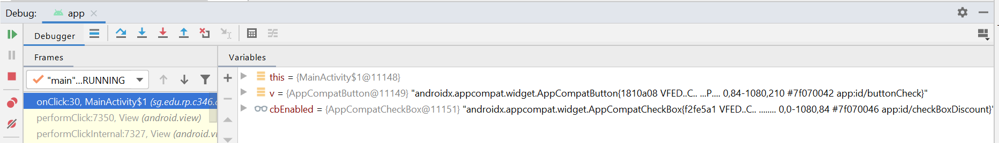 Debug: app
Debugger
Frames
Variables
"main"...RUNNING
this = {MainActivity$1@11148}
v = {AppCompatButton@11149} "androidx.appcompat.widget.AppCompatButton{1810a08 VFED..C.. ...P.... 0,84-1080,210 #7f070042 app:id/buttonCheck}"
onClick:30, MainActivity$1 (sg.edu.rp.c346.
cbEnabled = {AppCompatCheckBox@11151} "androidx.appcompat.widget.AppCompatCheckBox{f2fe5a1 VFED..C.. ........ 0,0-1080,84 #7f070046 app:id/checkBoxDiscount}"
performClick:7350, View (android.view)
performClickInternal:7327, View (android.vi